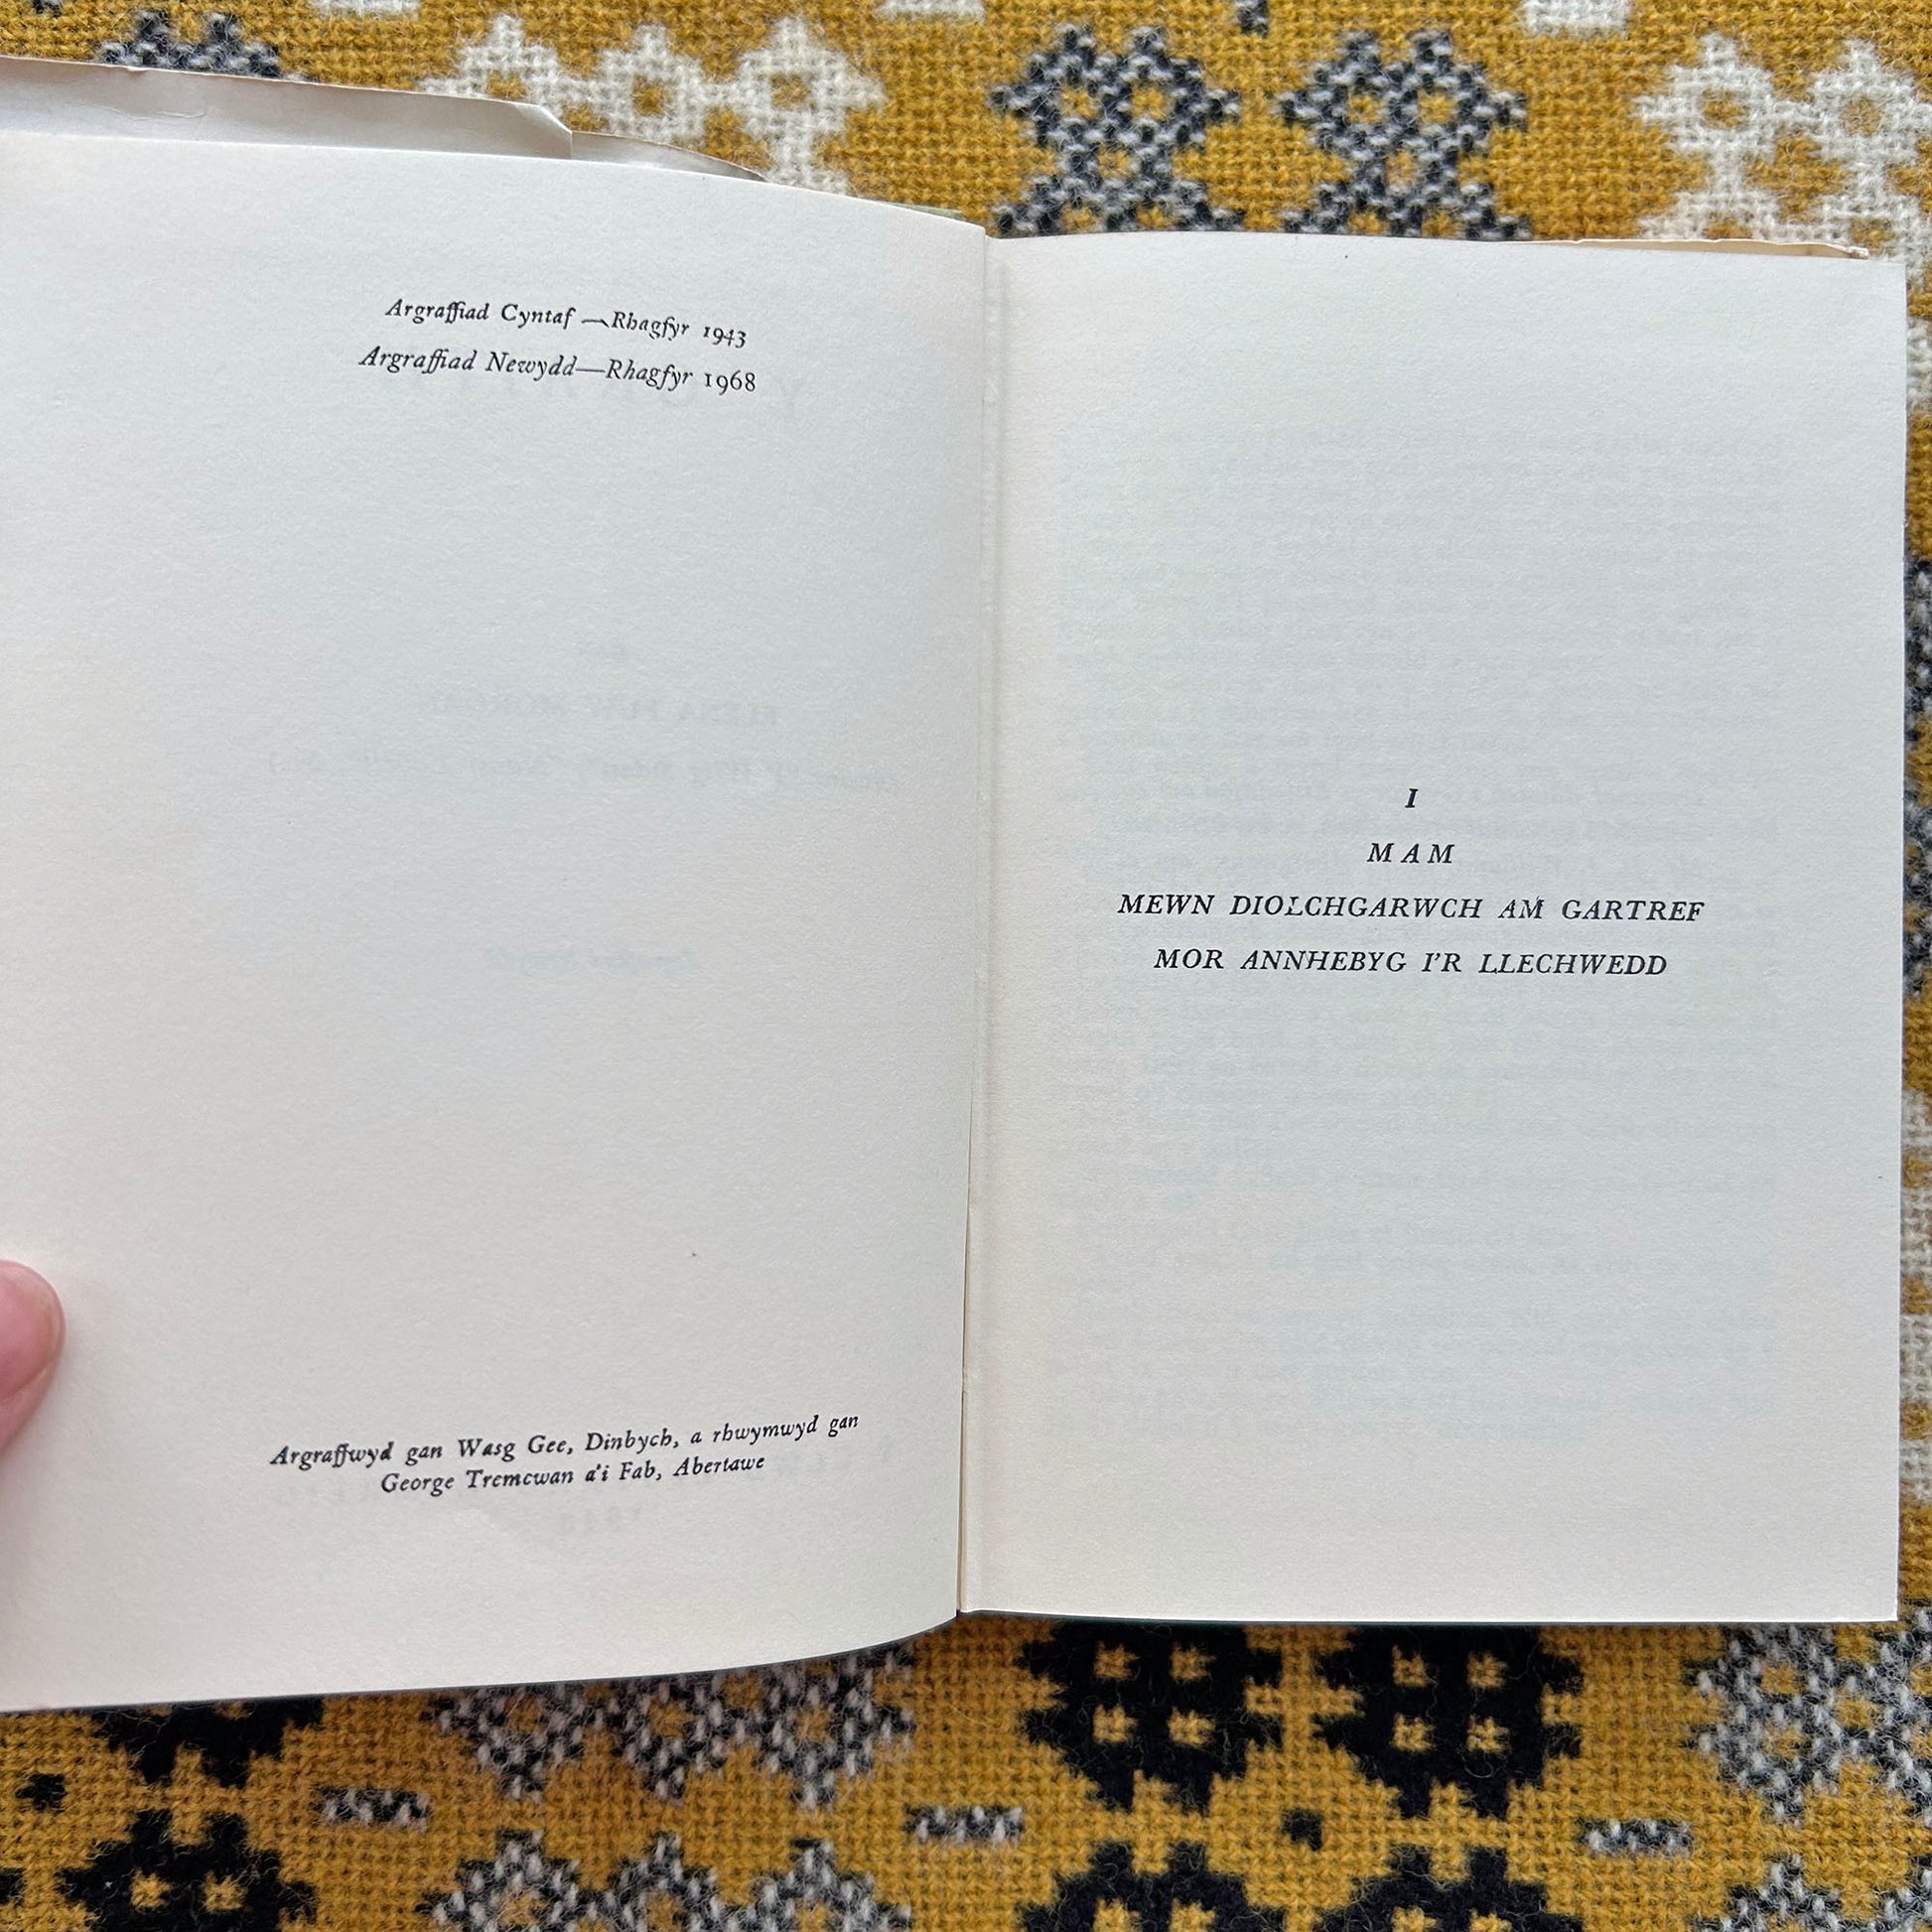 Argraffiad Cyntaf —Rhagfyr 1943
Argraffiad Newydd—Rhagfyr 1968
Argraffwyd gan Wasg Gee, Dinbych, a rhwymwyd gan
George Tremewan a'i Fab, Abertawe
I
MAM
MEWN DIOLCHGARWCH AM GARTREF
MOR ANNHEBYG I'R LLECHWEDD